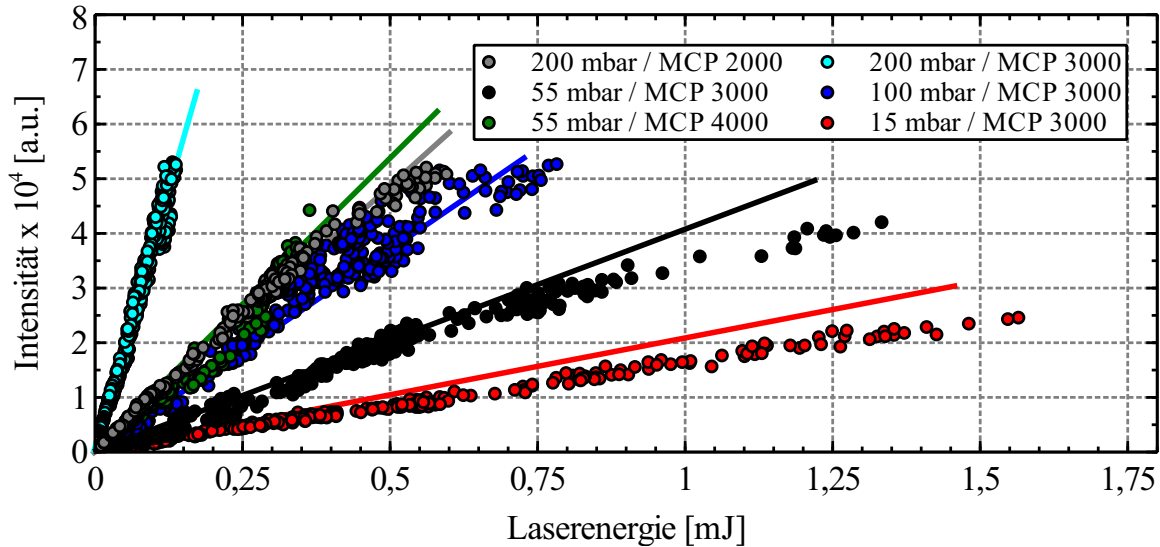 8
7
6
5
4
3
2
1
0
Intensität x 10⁴ [a.u.]
200 mbar / MCP 2000
55 mbar / MCP 3000
55 mbar / MCP 4000
200 mbar / MCP 3000
100 mbar / MCP 3000
15 mbar / MCP 3000
0 0,25 0,5 0,75 1 1,25 1,5 1,75
Laserenergie [mJ]